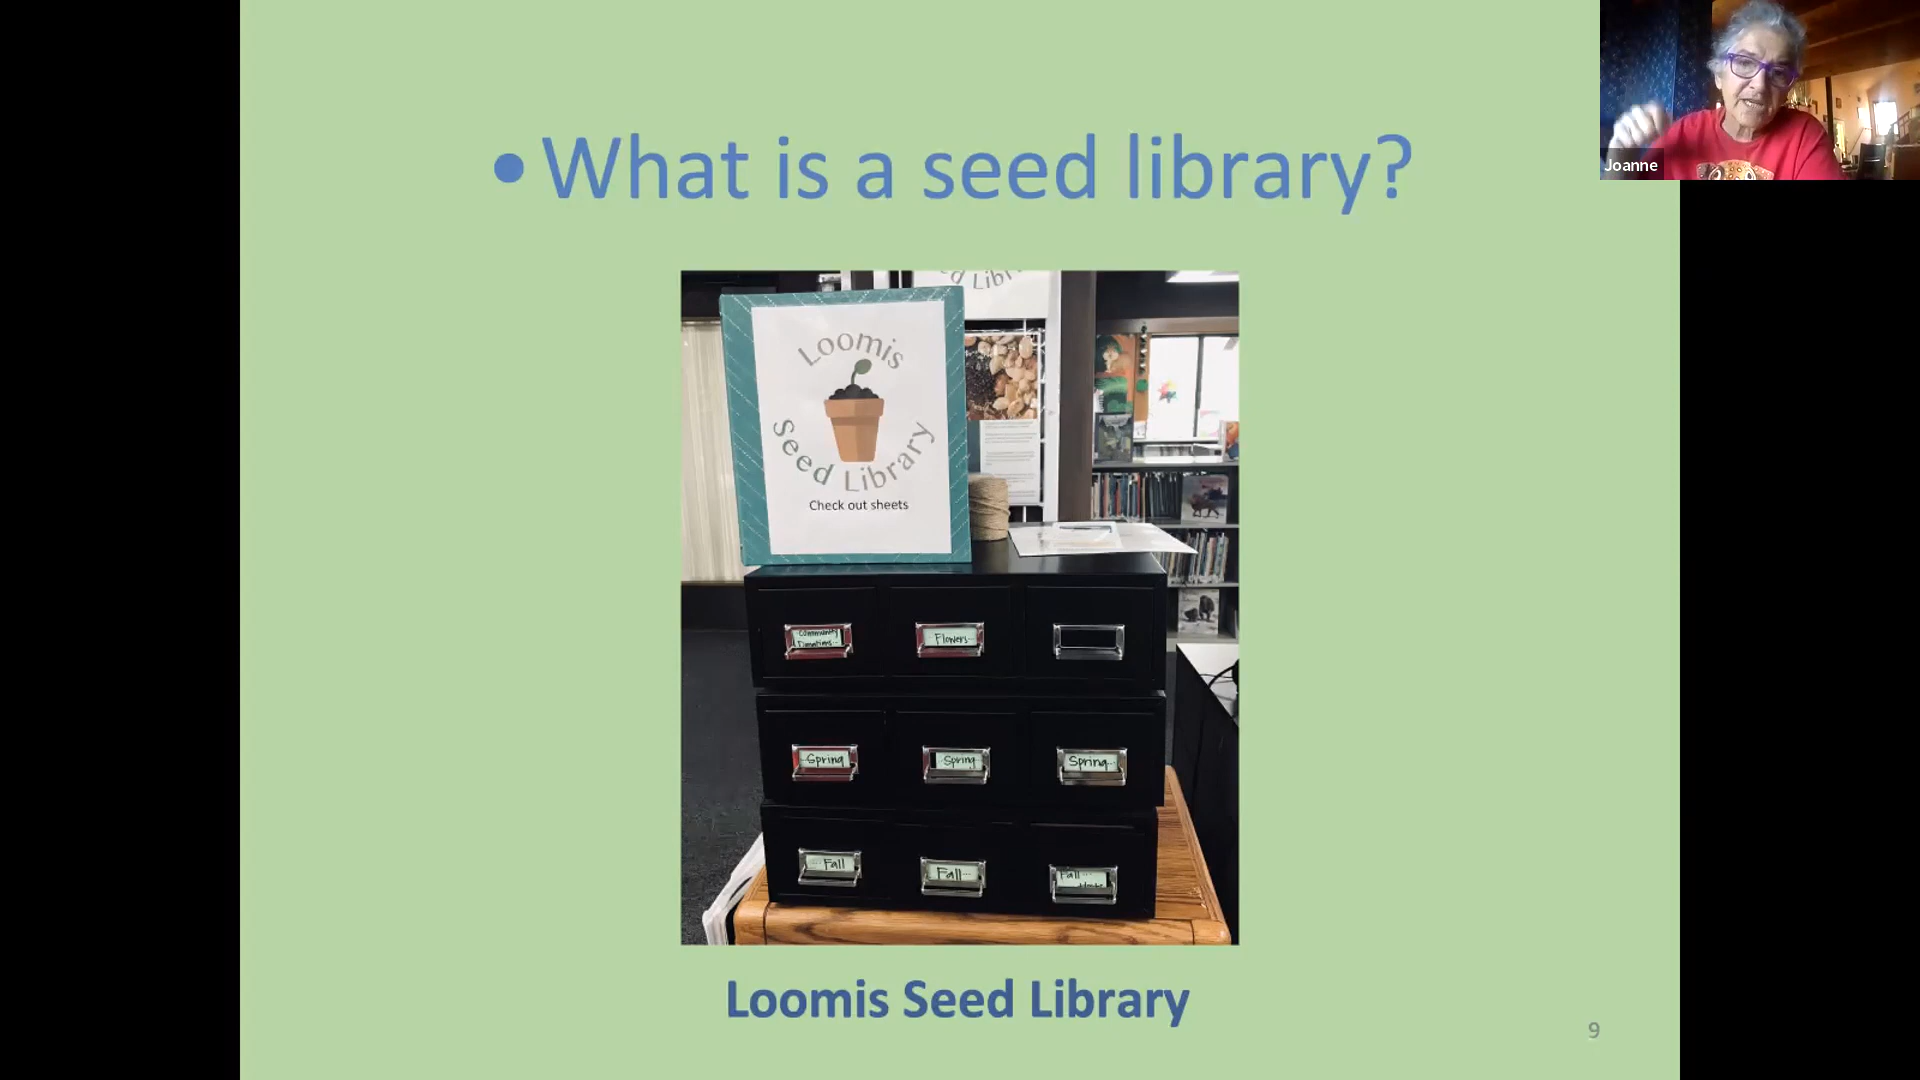 • What is a seed library?
Joanne
d Libr
Loomis
Seed Library
Check out sheets
Community
Donations
Flowers
Spring
Spring
Spring
Fall
Fall
Fall
Loomis Seed Library
9